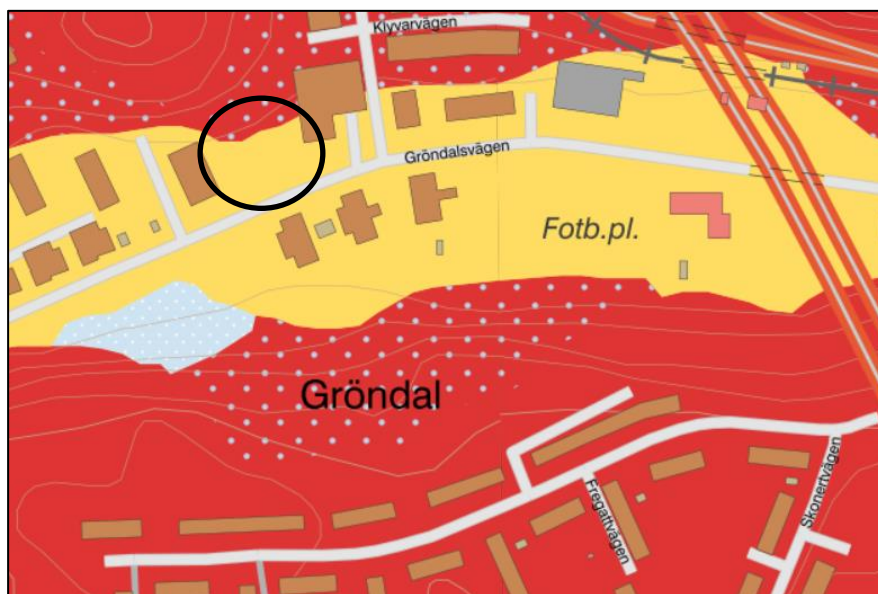 Klyvarvägen
Gröndalsvägen
Fotb.pl.
Gröndal
Fregattvägen
Skonertvägen